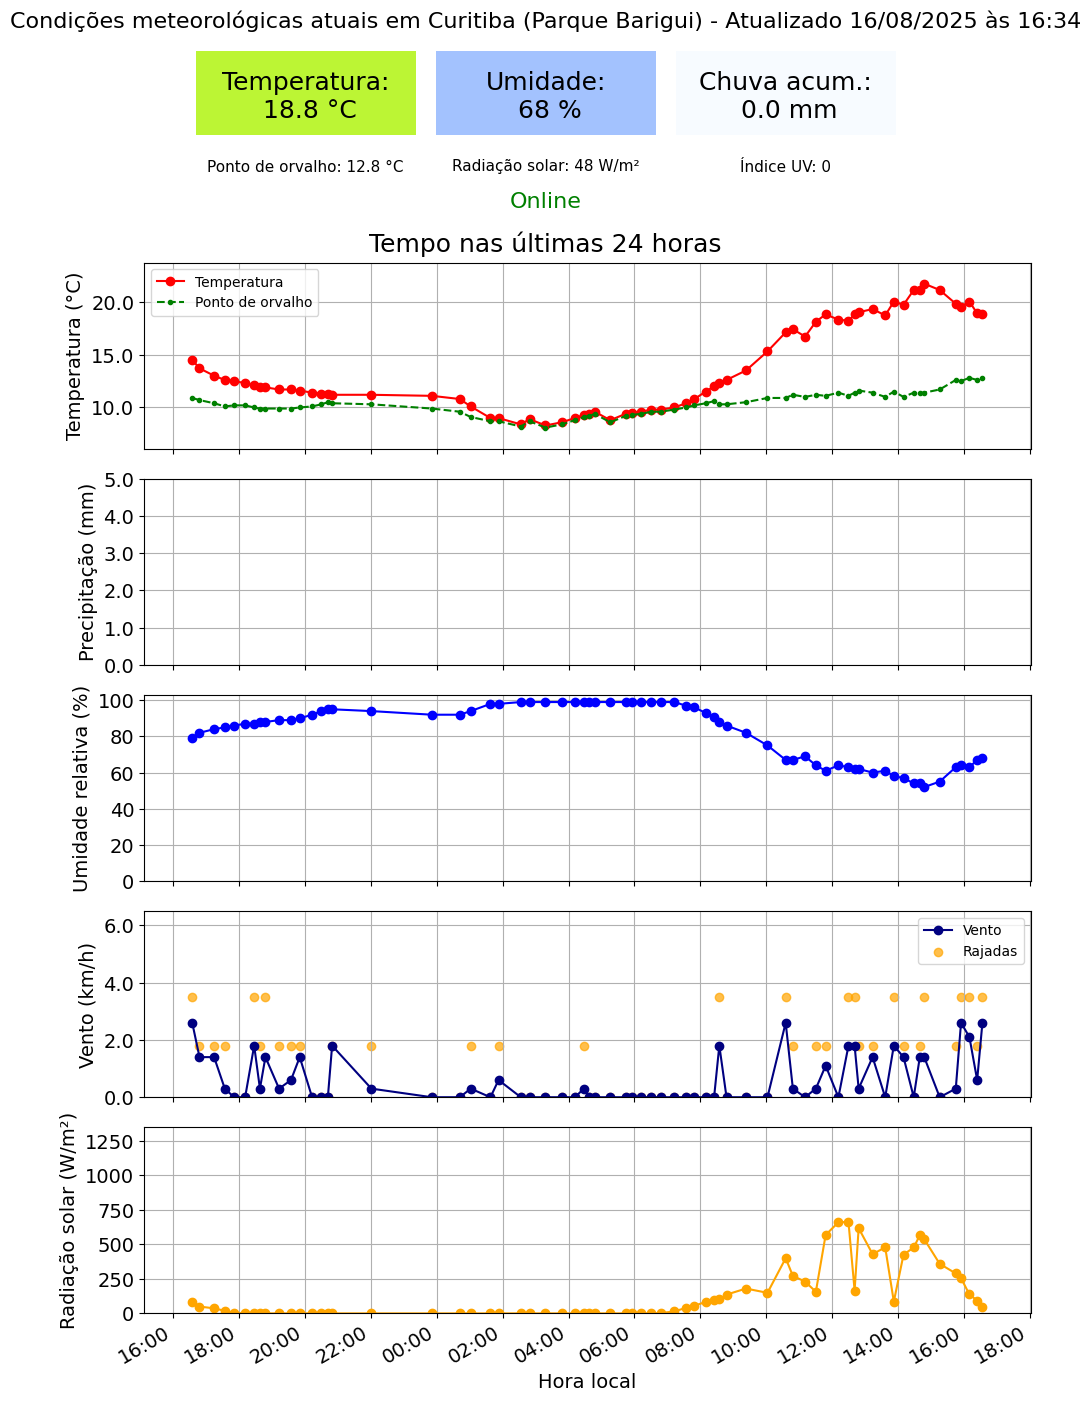 Condições meteorológicas atuais em Curitiba (Parque Barigui) - Atualizado 16/08/2025 às 16:34
Temperatura:
18.8 °C
Umidade:
68 %
Chuva acum.:
0.0 mm
Ponto de orvalho: 12.8 °C
Radiação solar: 48 W/m²
Índice UV: 0
Online
Tempo nas últimas 24 horas
Temperatura (°C)
20.0
15.0
10.0
Temperatura
Ponto de orvalho
Precipitação (mm)
5.0
4.0
3.0
2.0
1.0
0.0
Umidade relativa (%)
100
80
60
40
20
0
Vento (km/h)
6.0
4.0
2.0
0.0
Vento
Rajadas
Radiação solar (W/m²)
1250
1000
750
500
250
0
16:00
18:00
20:00
22:00
00:00
02:00
04:00
06:00
08:00
10:00
12:00
14:00
16:00
18:00
Hora local